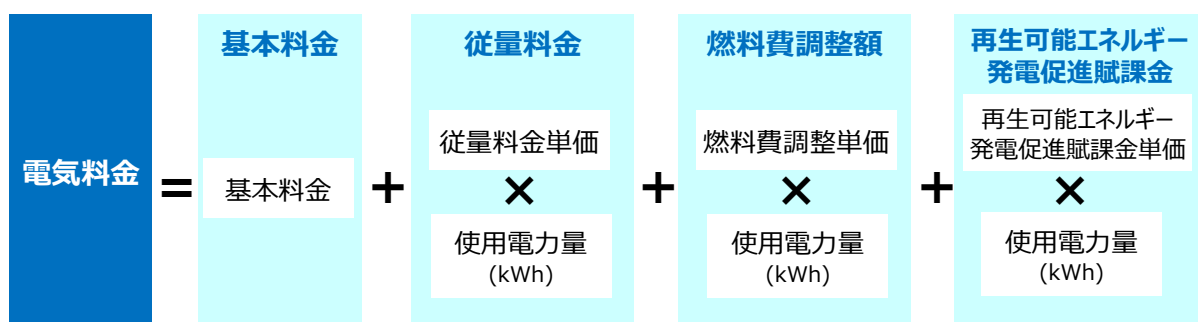 電気料金
=
基本料金
基本料金
+
従量料金
従量料金単価
×
使用電力量
(kWh)
+
燃料費調整額
燃料費調整単価
×
使用電力量
(kWh)
+
再生可能エネルギー
発電促進賦課金
再生可能エネルギー
発電促進賦課金単価
×
使用電力量
(kWh)